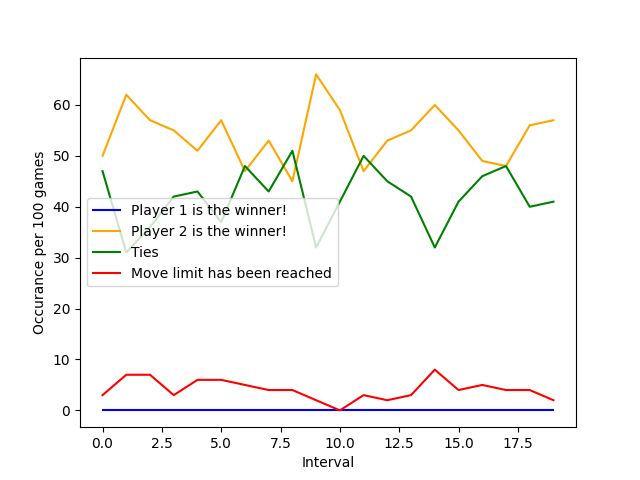 60
50
40
30
20
10
0
Occurance per 100 games
Player 1 is the winner!
Player 2 is the winner!
Ties
Move limit has been reached
0.0 2.5 5.0 7.5 10.0 12.5 15.0 17.5
Interval